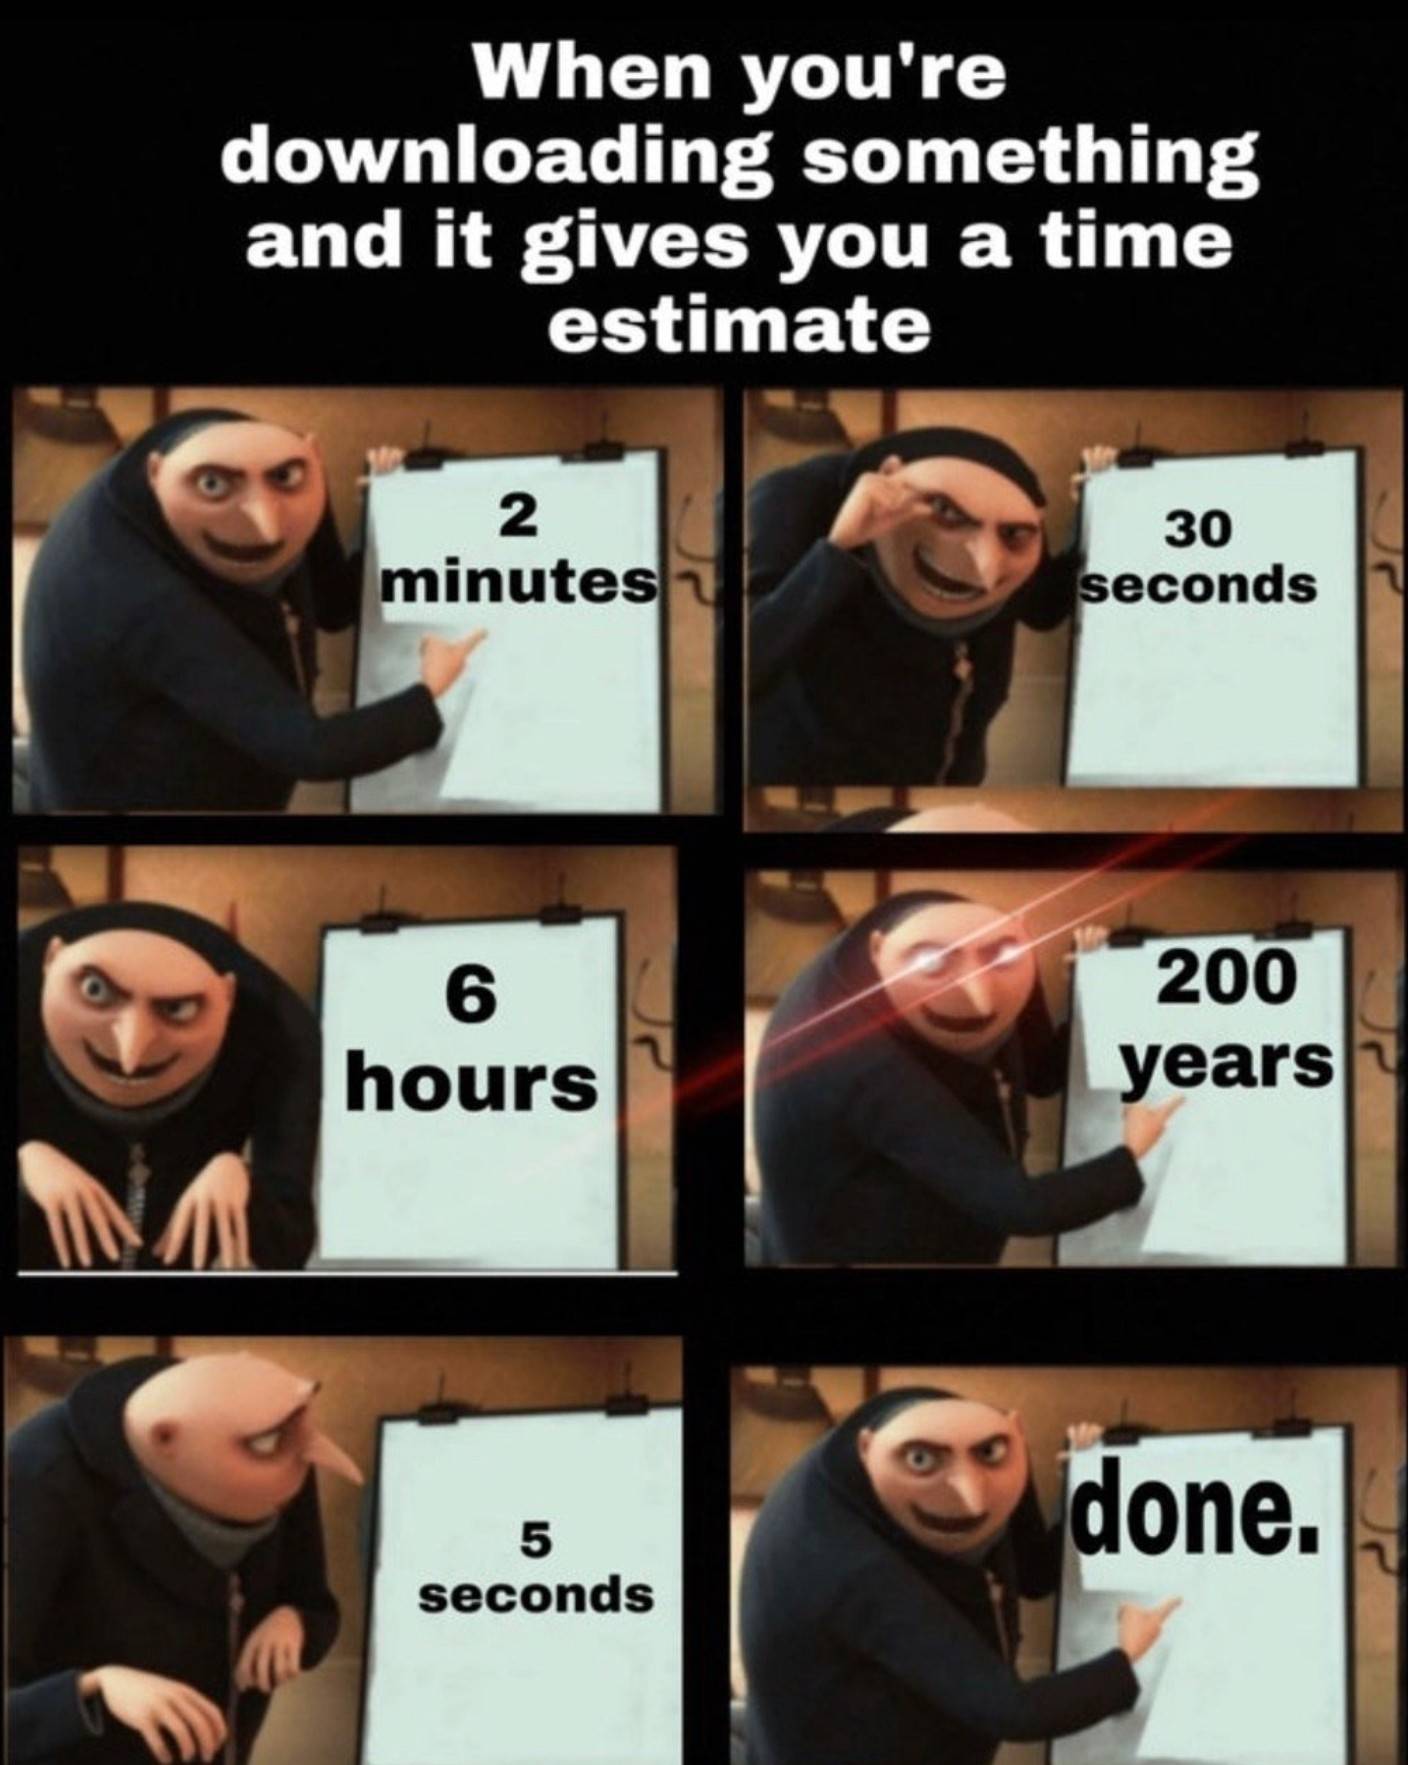 When you're
downloading something
and it gives you a time
estimate
2
minutes
30
seconds
6
hours
200
years
5
seconds
done.